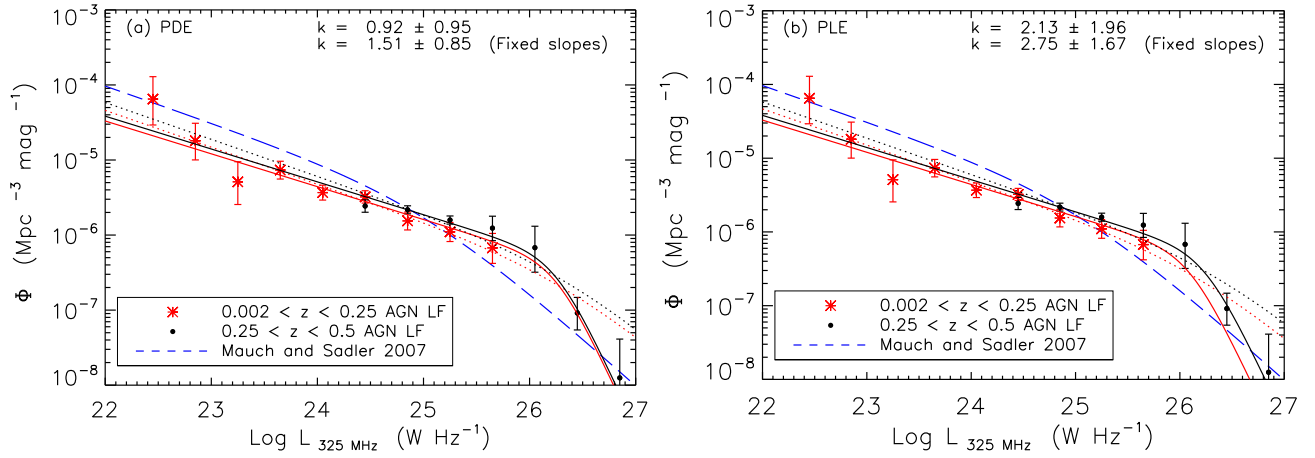 (a) PDE
k = 0.92 ± 0.95
k = 1.51 ± 0.85 (Fixed slopes)
10⁻³
10⁻⁴
10⁻⁵
10⁻⁶
10⁻⁷
10⁻⁸
Φ (Mpc ⁻³ mag ⁻¹)
0.002 < z < 0.25 AGN LF
0.25 < z < 0.5 AGN LF
Mauch and Sadler 2007
22 23 24 25 26 27
Log L 325 MHz (W Hz⁻¹)
(b) PLE
k = 2.13 ± 1.96
k = 2.75 ± 1.67 (Fixed slopes)
10⁻³
10⁻⁴
10⁻⁵
10⁻⁶
10⁻⁷
10⁻⁸
Φ (Mpc ⁻³ mag ⁻¹)
0.002 < z < 0.25 AGN LF
0.25 < z < 0.5 AGN LF
Mauch and Sadler 2007
22 23 24 25 26 27
Log L 325 MHz (W Hz⁻¹)